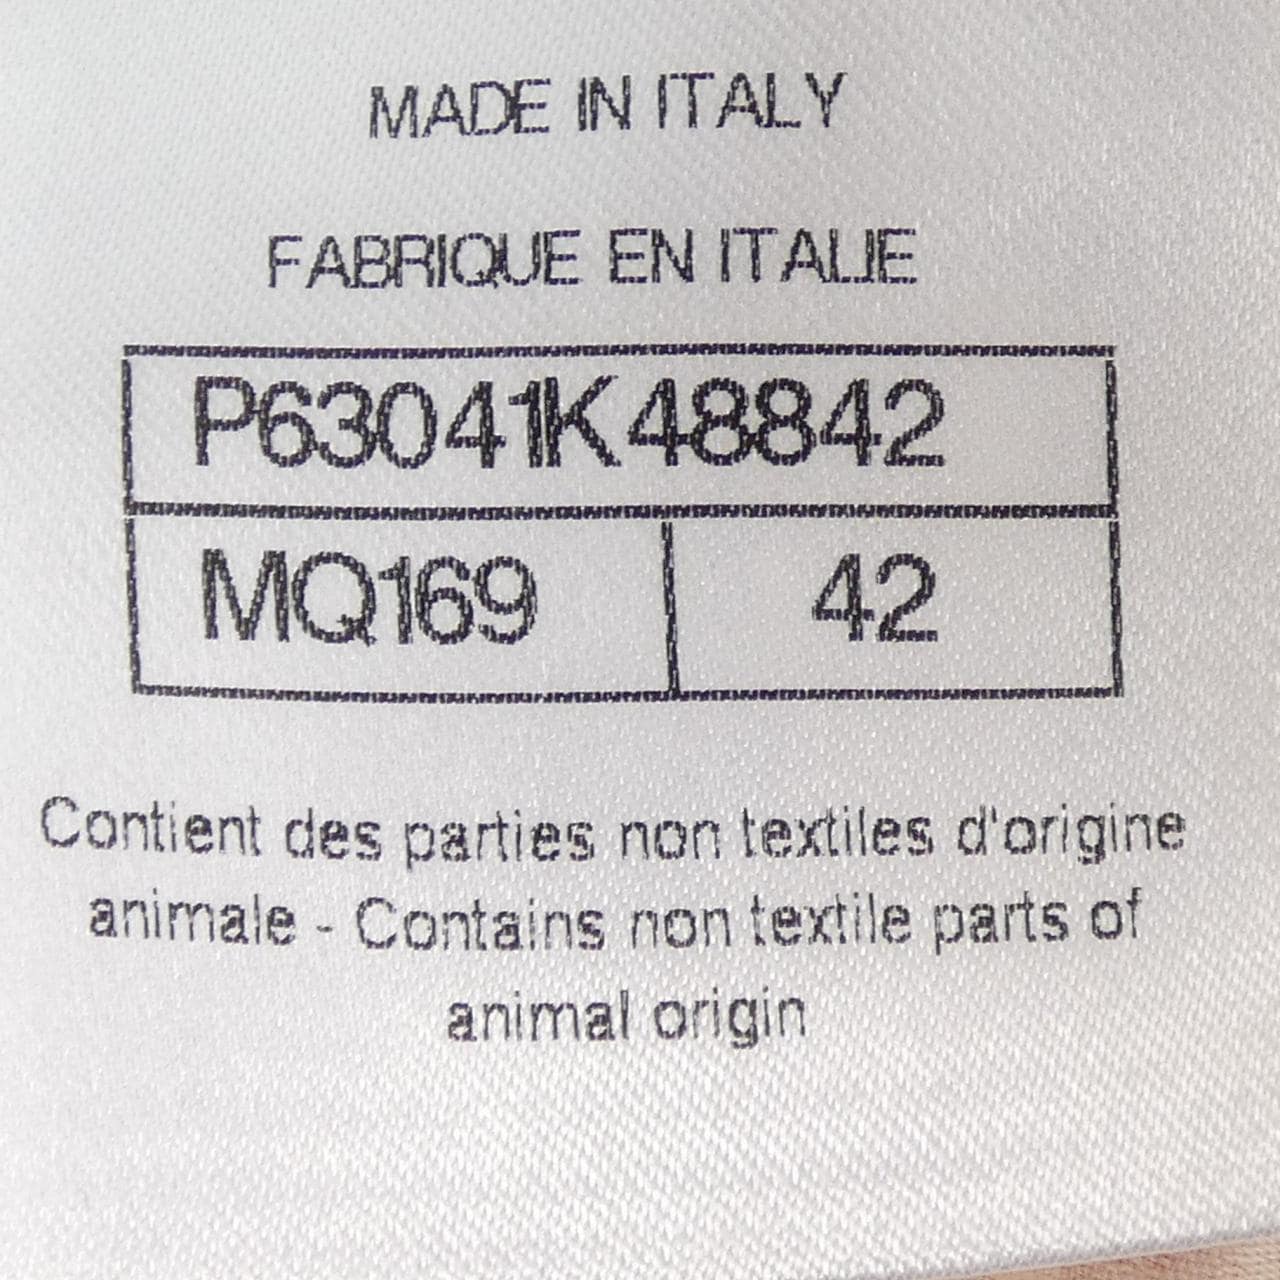 MADE IN ITALY
FABRIQUE EN ITALIE
P63041K48842
MQ169 42
Contient des parties non textiles d'origine
animale - Contains non textile parts of
animal origin